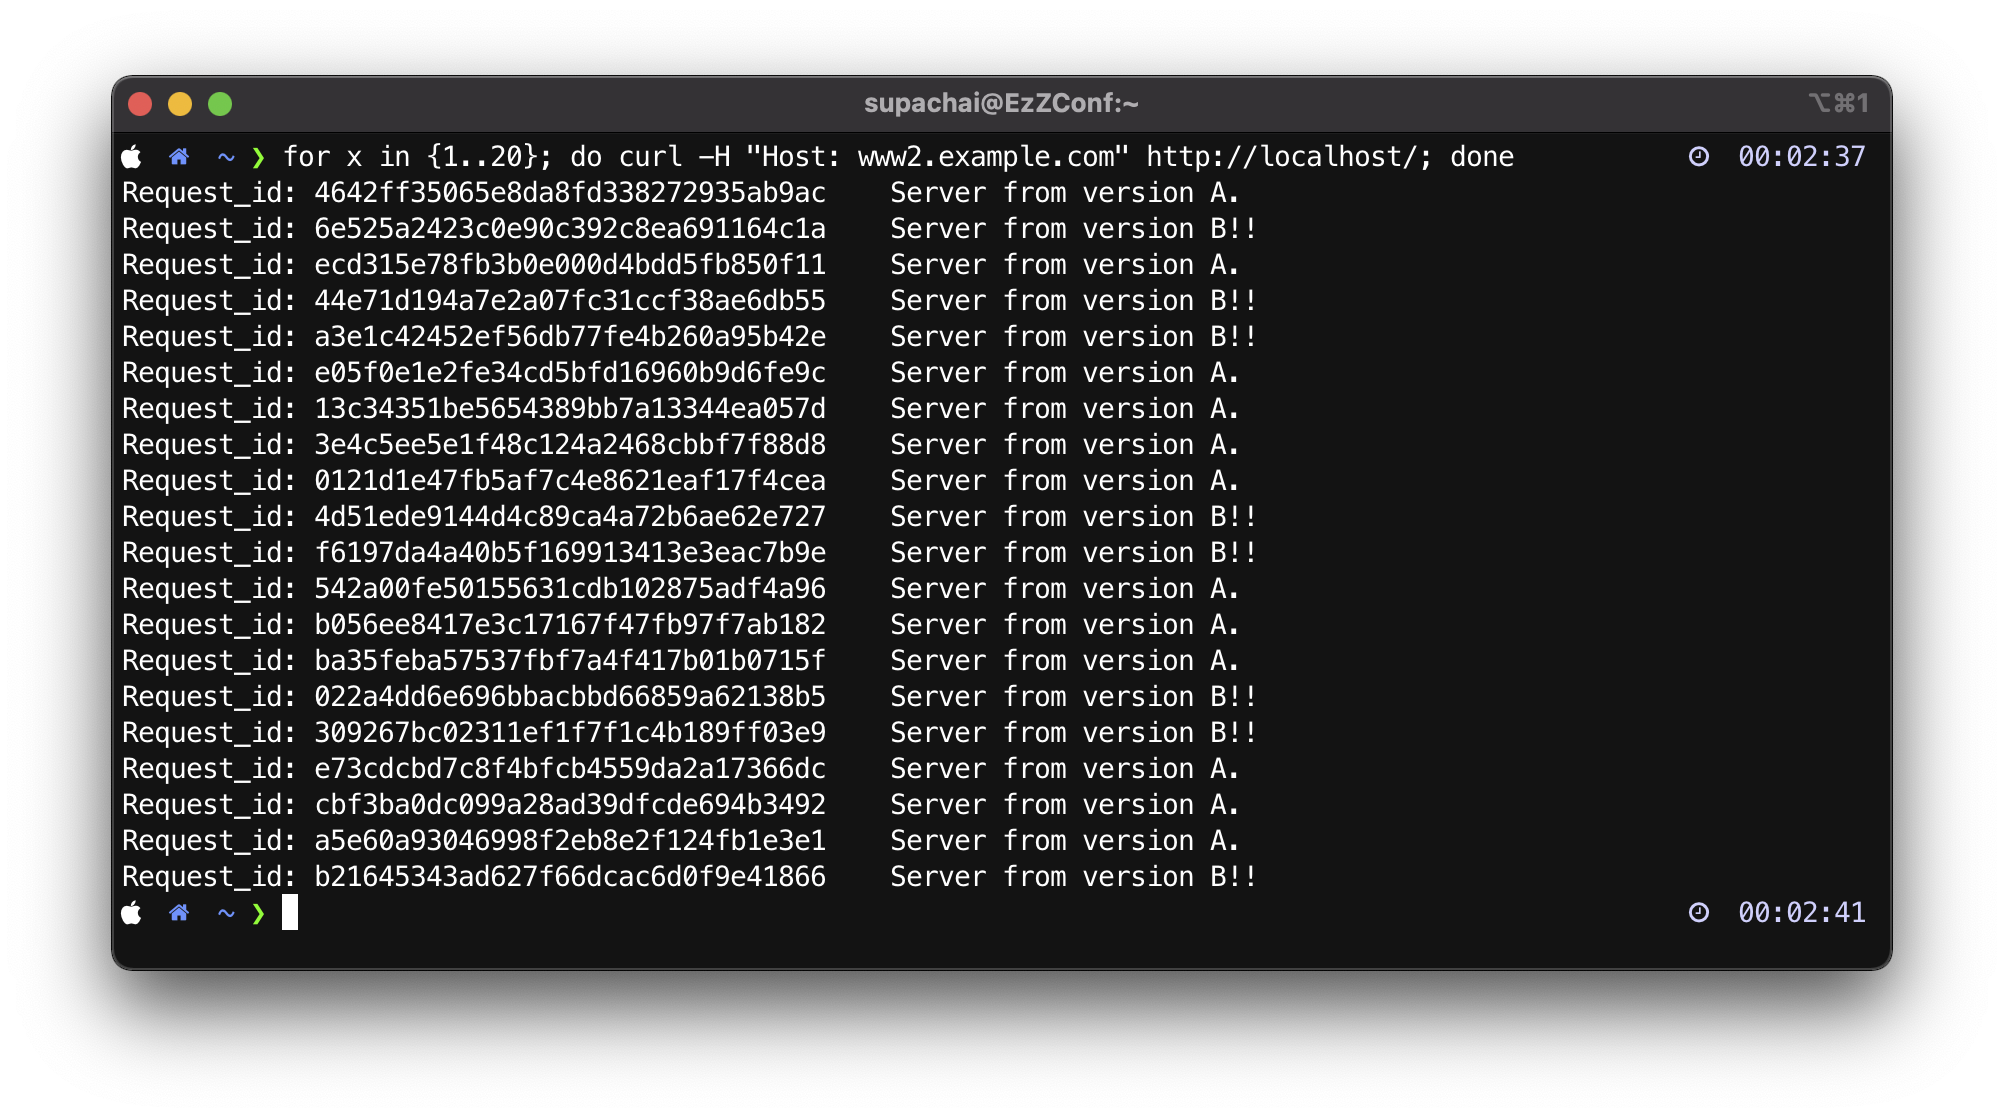 supachai@EzZConf:~ ⌥⌘1
~ ❯ for x in {1..20}; do curl -H "Host: www2.example.com" http://localhost/; done 00:02:37
Request_id: 4642ff35065e8da8fd338272935ab9ac    Server from version A.
Request_id: 6e525a2423c0e90c392c8ea691164c1a    Server from version B!!
Request_id: ecd315e78fb3b0e000d4bdd5fb850f11    Server from version A.
Request_id: 44e71d194a7e2a07fc31ccf38ae6db55    Server from version B!!
Request_id: a3e1c42452ef56db77fe4b260a95b42e    Server from version B!!
Request_id: e05f0e1e2fe34cd5bfd16960b9d6fe9c    Server from version A.
Request_id: 13c34351be5654389bb7a13344ea057d    Server from version A.
Request_id: 3e4c5ee5e1f48c124a2468cbbf7f88d8    Server from version A.
Request_id: 0121d1e47fb5af7c4e8621eaf17f4cea    Server from version A.
Request_id: 4d51ede9144d4c89ca4a72b6ae62e727    Server from version B!!
Request_id: f6197da4a40b5f169913413e3eac7b9e    Server from version B!!
Request_id: 542a00fe50155631cdb102875adf4a96    Server from version A.
Request_id: b056ee8417e3c17167f47fb97f7ab182    Server from version A.
Request_id: ba35feba57537fbf7a4f417b01b0715f    Server from version A.
Request_id: 022a4dd6e696bbacbbd66859a62138b5    Server from version B!!
Request_id: 309267bc02311ef1f7f1c4b189ff03e9    Server from version B!!
Request_id: e73cdcbd7c8f4bfcb4559da2a17366dc    Server from version A.
Request_id: cbf3ba0dc099a28ad39dfcde694b3492    Server from version A.
Request_id: a5e60a93046998f2eb8e2f124fb1e3e1    Server from version A.
Request_id: b21645343ad627f66dcac6d0f9e41866    Server from version B!!
~ ❯ 00:02:41